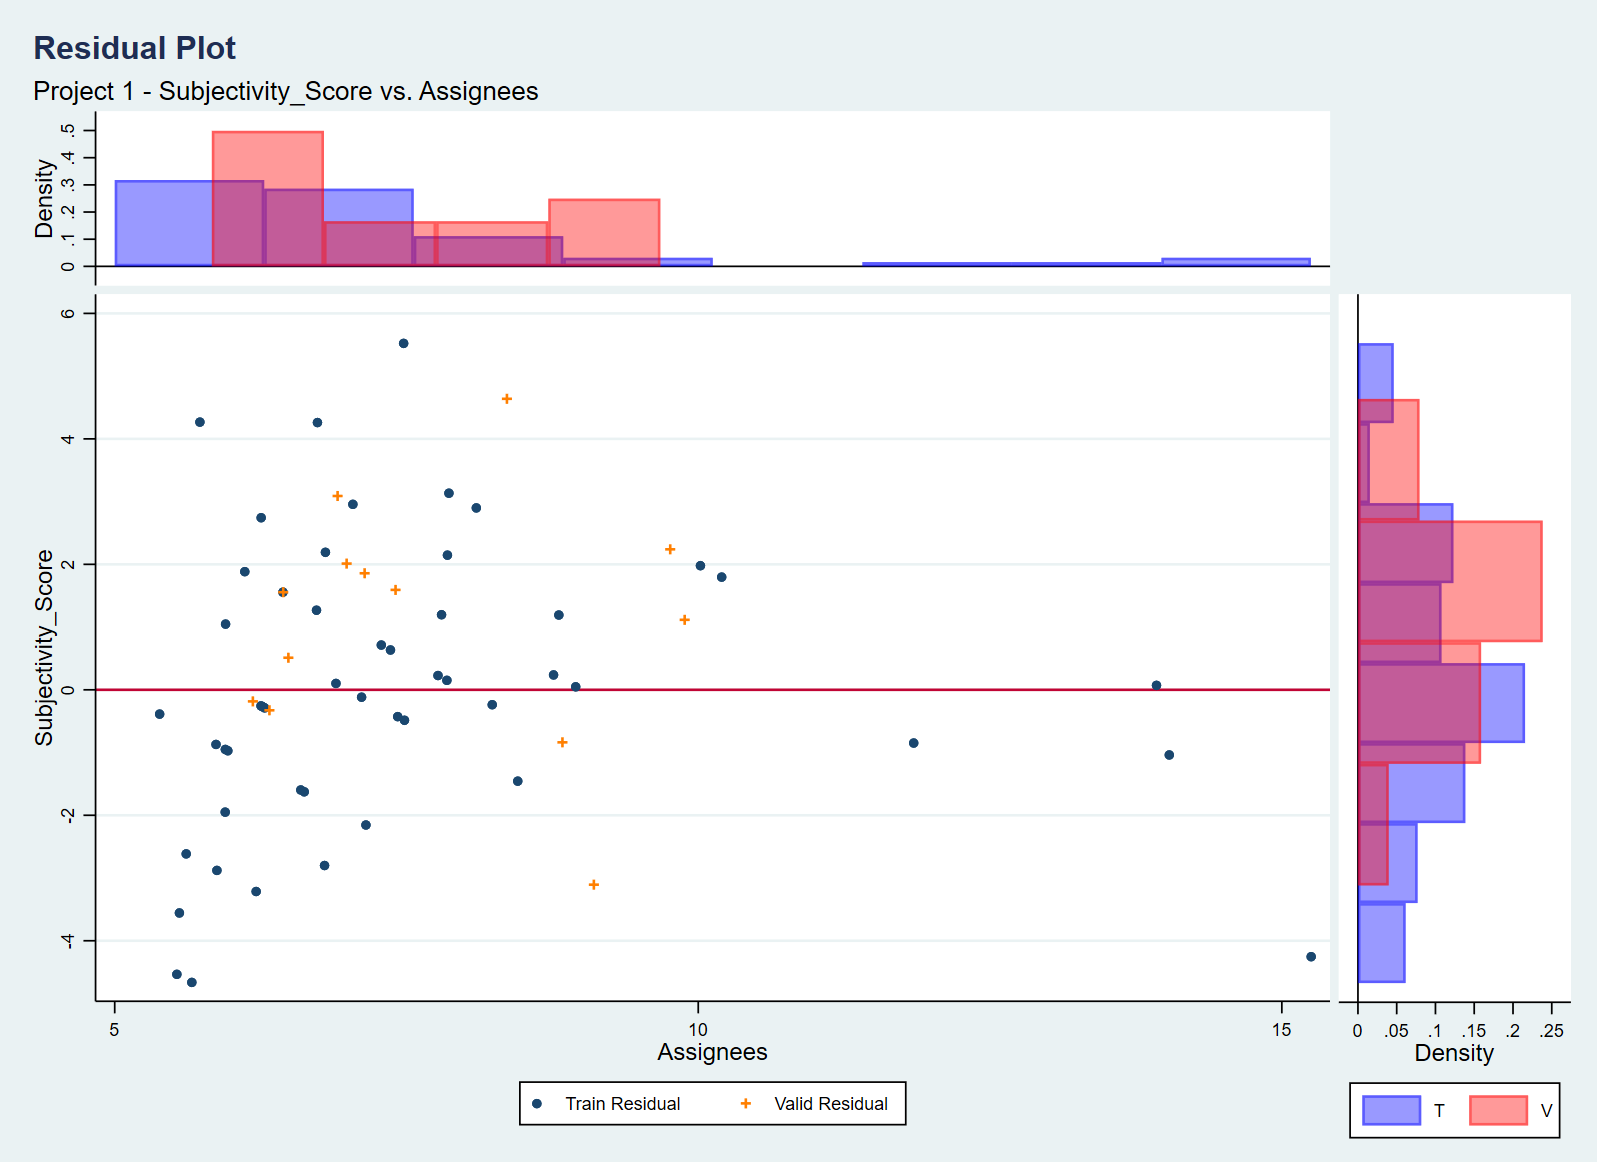 Residual Plot
Project 1 - Subjectivity_Score vs. Assignees
Density
.5
.4
.3
.2
.1
0
Subjectivity_Score
6
4
2
0
-2
-4
5 10 15
Assignees
0 .05 .1 .15 .2 .25
Density
Train Residual Valid Residual
T V